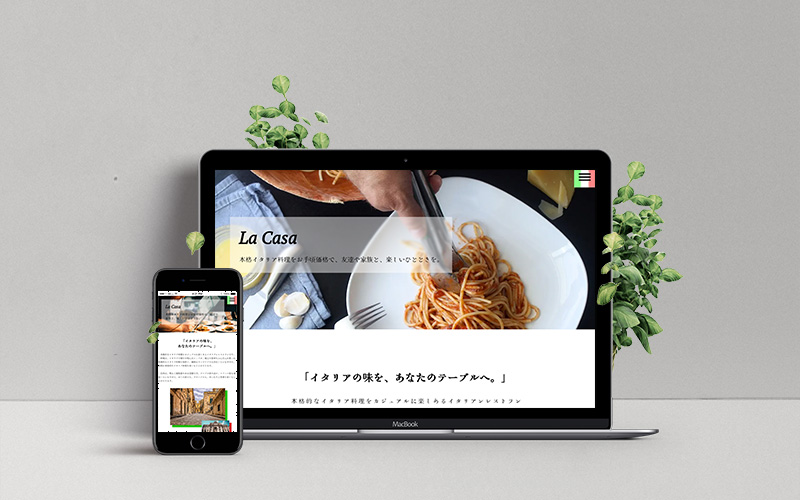 La Casa
本格イタリア料理をお手頃価格で、友達や家族と、楽しいひとときを。
「イタリアの味を、あなたのテーブルへ。」
本格的なイタリア料理をカジュアルに楽しめるイタリアンレストラン
MacBook
La Casa
「イタリアの味を、
あなたのテーブルへ。」